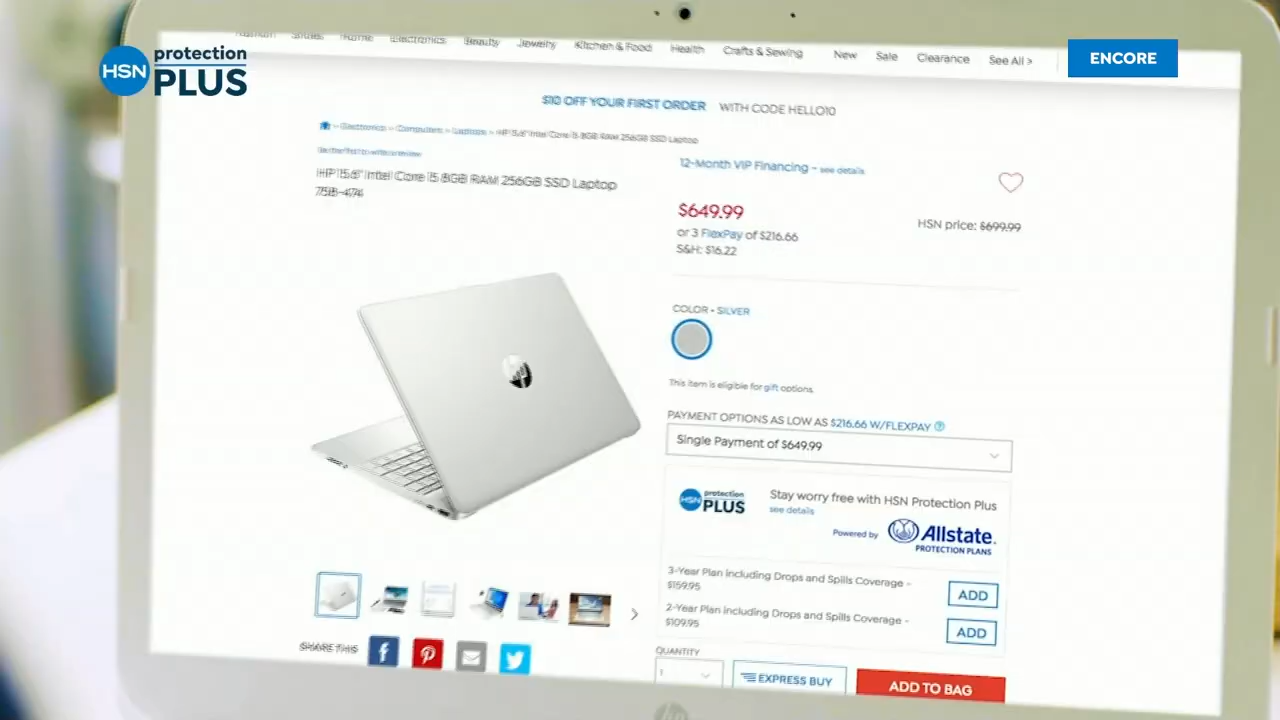 HSN protection PLUS
ENCORE
Fashion Shoes Home Electronics Beauty Jewelry Kitchen & Food Health Crafts & Sewing New Sale Clearance See All >
$10 OFF YOUR FIRST ORDER WITH CODE HELLO10
> Electronics > Computers > Laptops > HP 15.6" Intel Core i5 8GB RAM 256GB SSD Laptop
HP 15.6" Intel Core i5 8GB RAM 256GB SSD Laptop
758-474
12-Month VIP Financing ~ see details
$649.99
HSN price: $699.99
or 3 FlexPay of $216.66
S&H: $16.22
COLOR - SILVER
This item is eligible for gift options.
PAYMENT OPTIONS AS LOW AS $216.66 W/FLEXPAY ?
Single Payment of $649.99
HSN protection PLUS
Stay worry free with HSN Protection Plus
see details
Powered by Allstate.
PROTECTION PLANS
3-Year Plan including Drops and Spills Coverage -
$159.95
ADD
2-Year Plan including Drops and Spills Coverage -
$109.95
ADD
SHARE THIS
QUANTITY
1
EXPRESS BUY
ADD TO BAG
hp